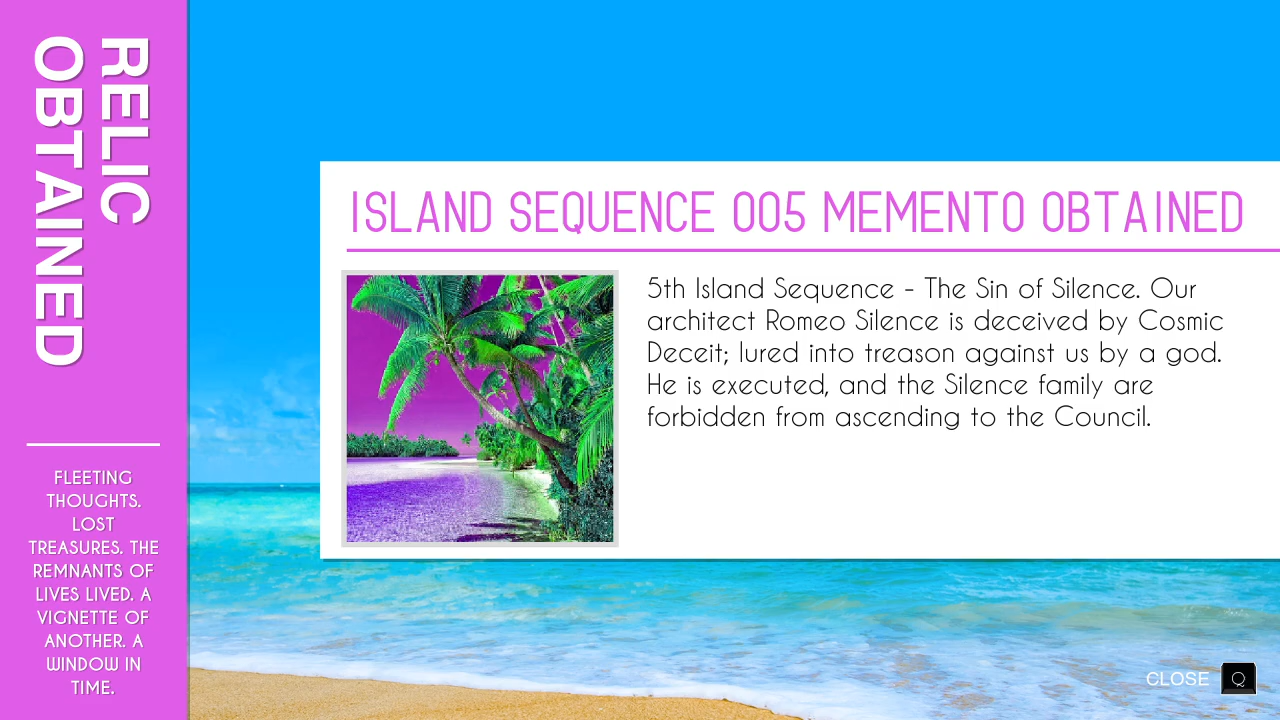 RELIC
OBTAINED
FLEETING
THOUGHTS.
LOST
TREASURES. THE
REMNANTS OF
LIVES LIVED. A
VIGNETTE OF
ANOTHER. A
WINDOW IN
TIME.
ISLAND SEQUENCE 005 MEMENTO OBTAINED
5th Island Sequence - The Sin of Silence. Our
architect Romeo Silence is deceived by Cosmic
Deceit; lured into treason against us by a god.
He is executed, and the Silence family are
forbidden from ascending to the Council.
CLOSE Q